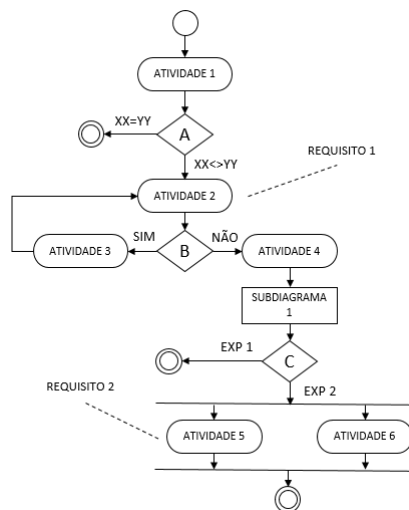 ATIVIDADE 1
XX=YY
A
XX<>YY
REQUISITO 1
ATIVIDADE 2
SIM
NÃO
ATIVIDADE 3
B
ATIVIDADE 4
SUBDIAGRAMA
1
EXP 1
C
REQUISITO 2
EXP 2
ATIVIDADE 5
ATIVIDADE 6